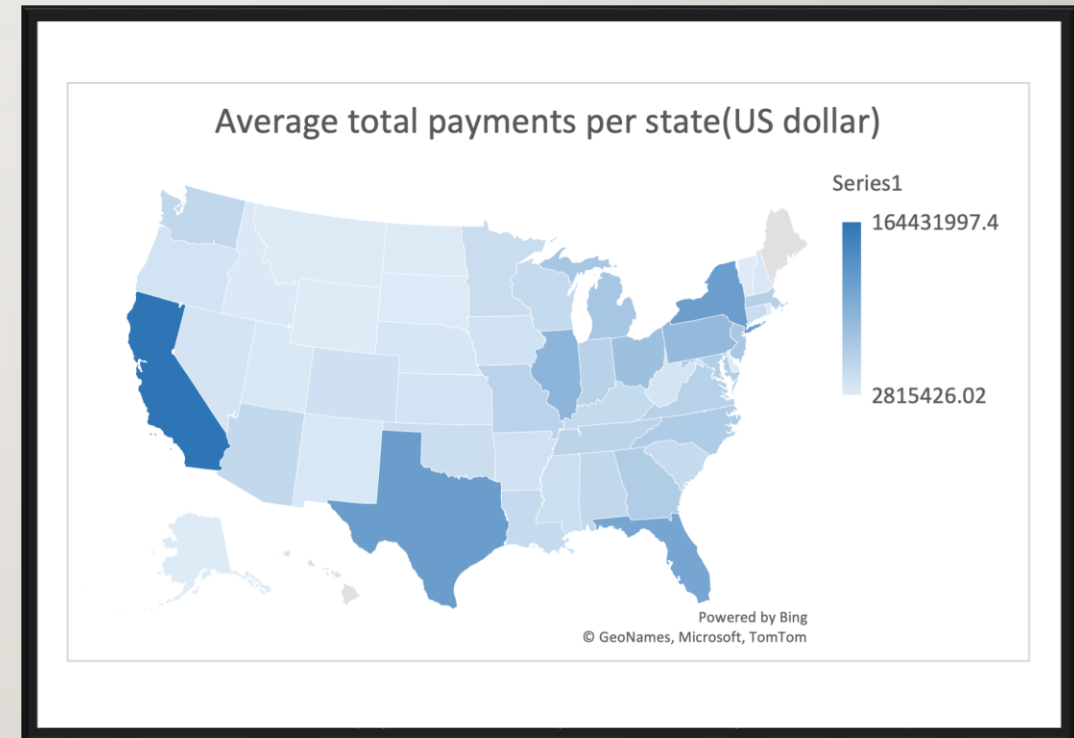 Average total payments per state(US dollar)
Series1
164431997.4
2815426.02
Powered by Bing
© GeoNames, Microsoft, TomTom